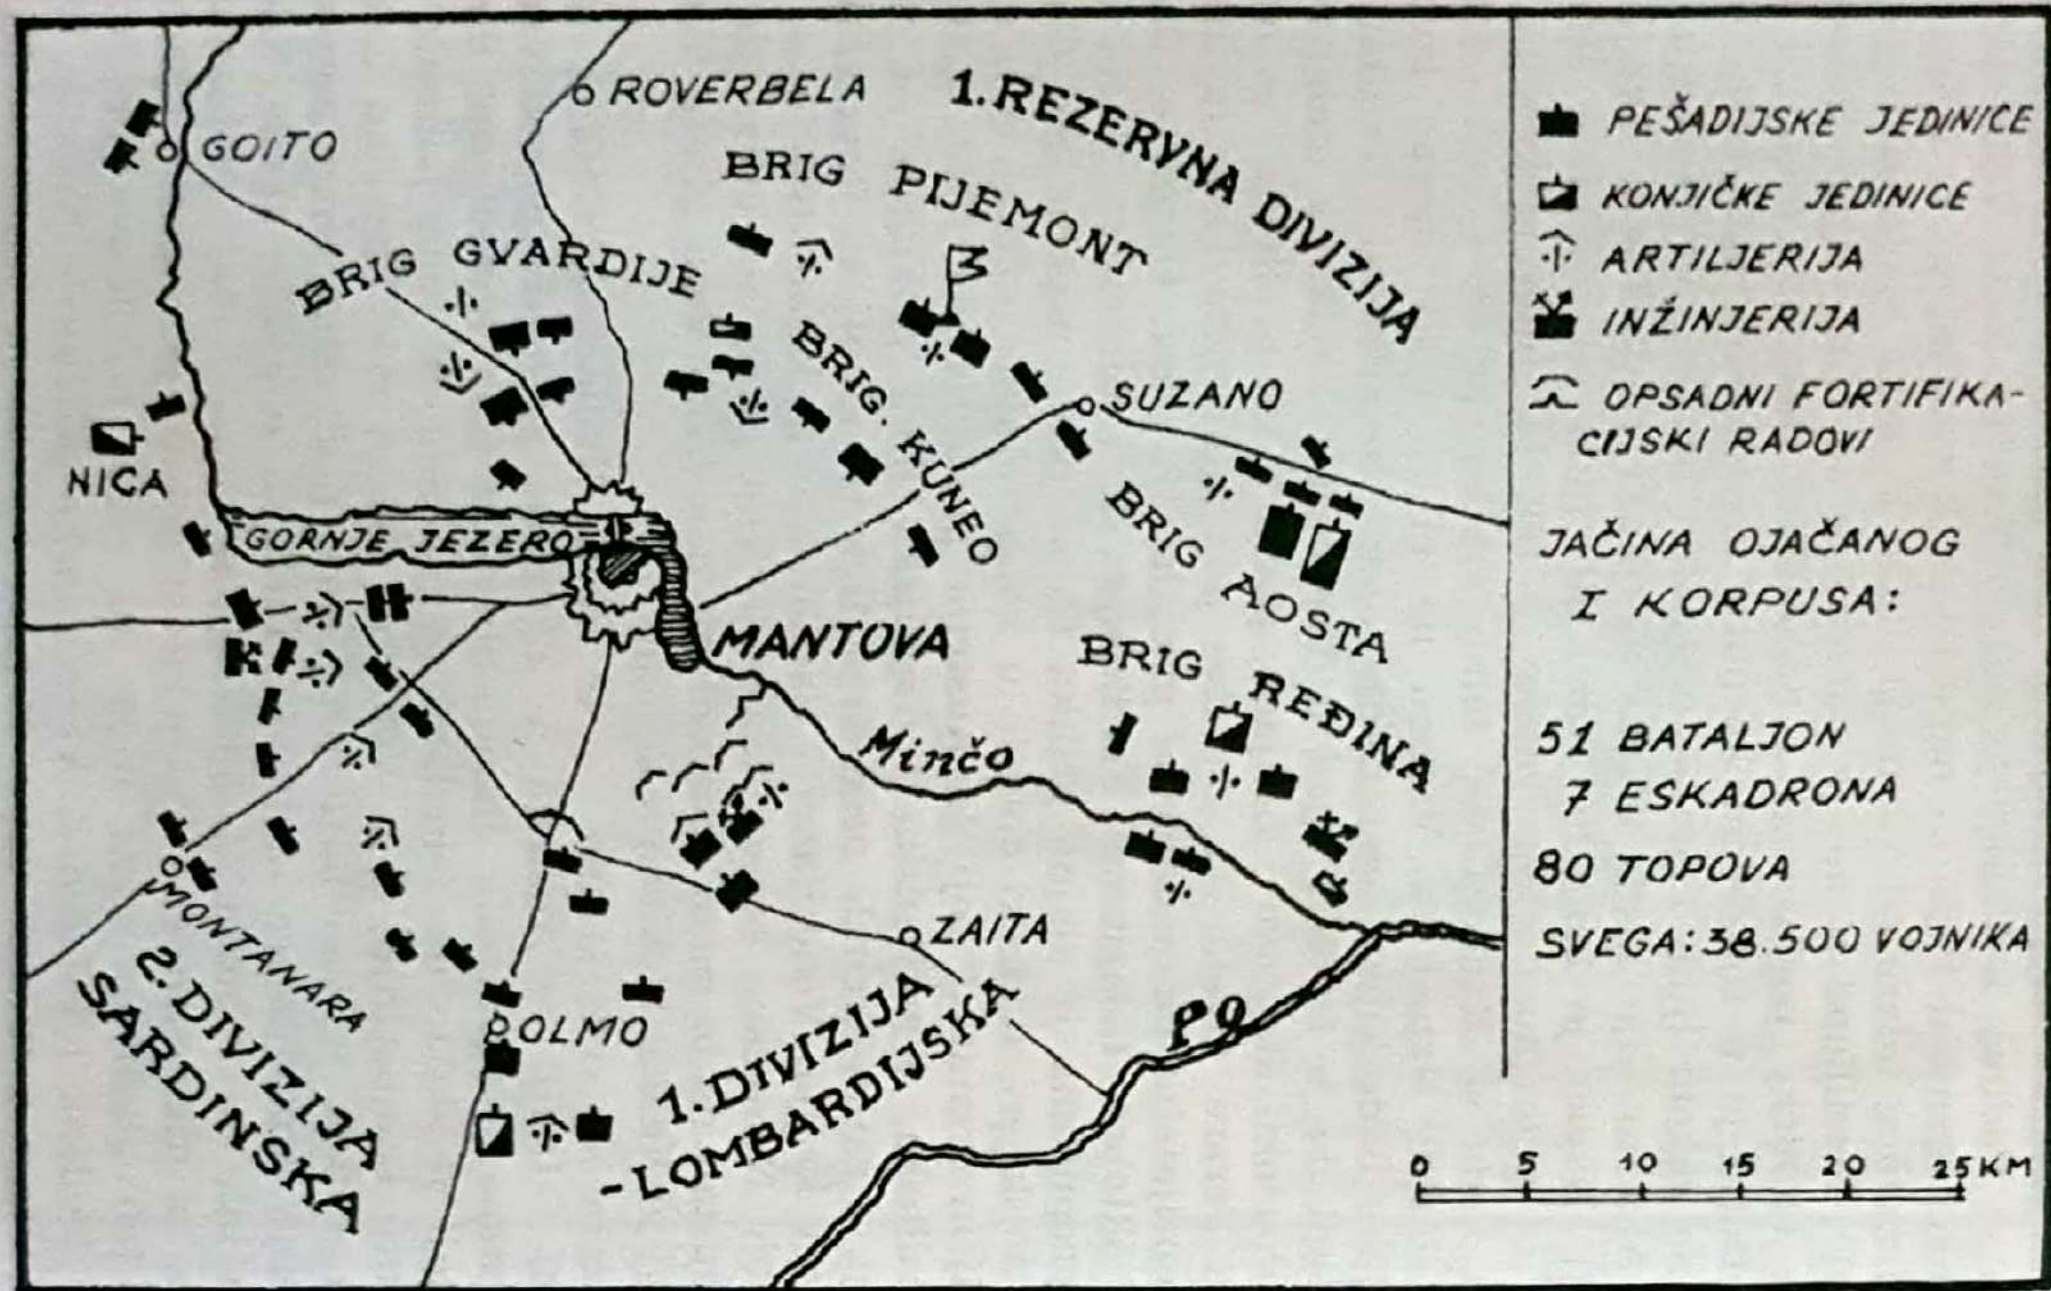 ROVERBELA
1. REZERVNA DIVIZIJA
GOITO
BRIG PIJEMONT
BRIG GVARDIJE
BRIG. KUNEO
SUZANO
NICA
GORNJE JEZERO
BRIG AOSTA
MANTOVA
BRIG REĐINA
Minčo
MONTANARA
ZAITA
2. DIVIZIJA
SARDINSKA
DOLMO
1. DIVIZIJA
-LOMBARDIJSKA
Po
PEŠADIJSKE JEDINICE
KONJIČKE JEDINICE
ARTILJERIJA
INŽINJERIJA
OPSADNI FORTIFIKA-
CIJSKI RADOVI
JAČINA OJAČANOG
I KORPUSA:
51 BATALJON
7 ESKADRONA
80 TOPOVA
SVEGA: 38.500 VOJNIKA
0 5 10 15 20 25 KM